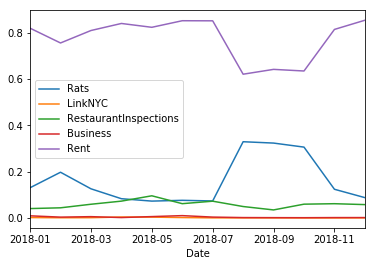 0.8
0.6
0.4
0.2
0.0
Rats
LinkNYC
RestaurantInspections
Business
Rent
2018-01 2018-03 2018-05 2018-07 2018-09 2018-11
Date